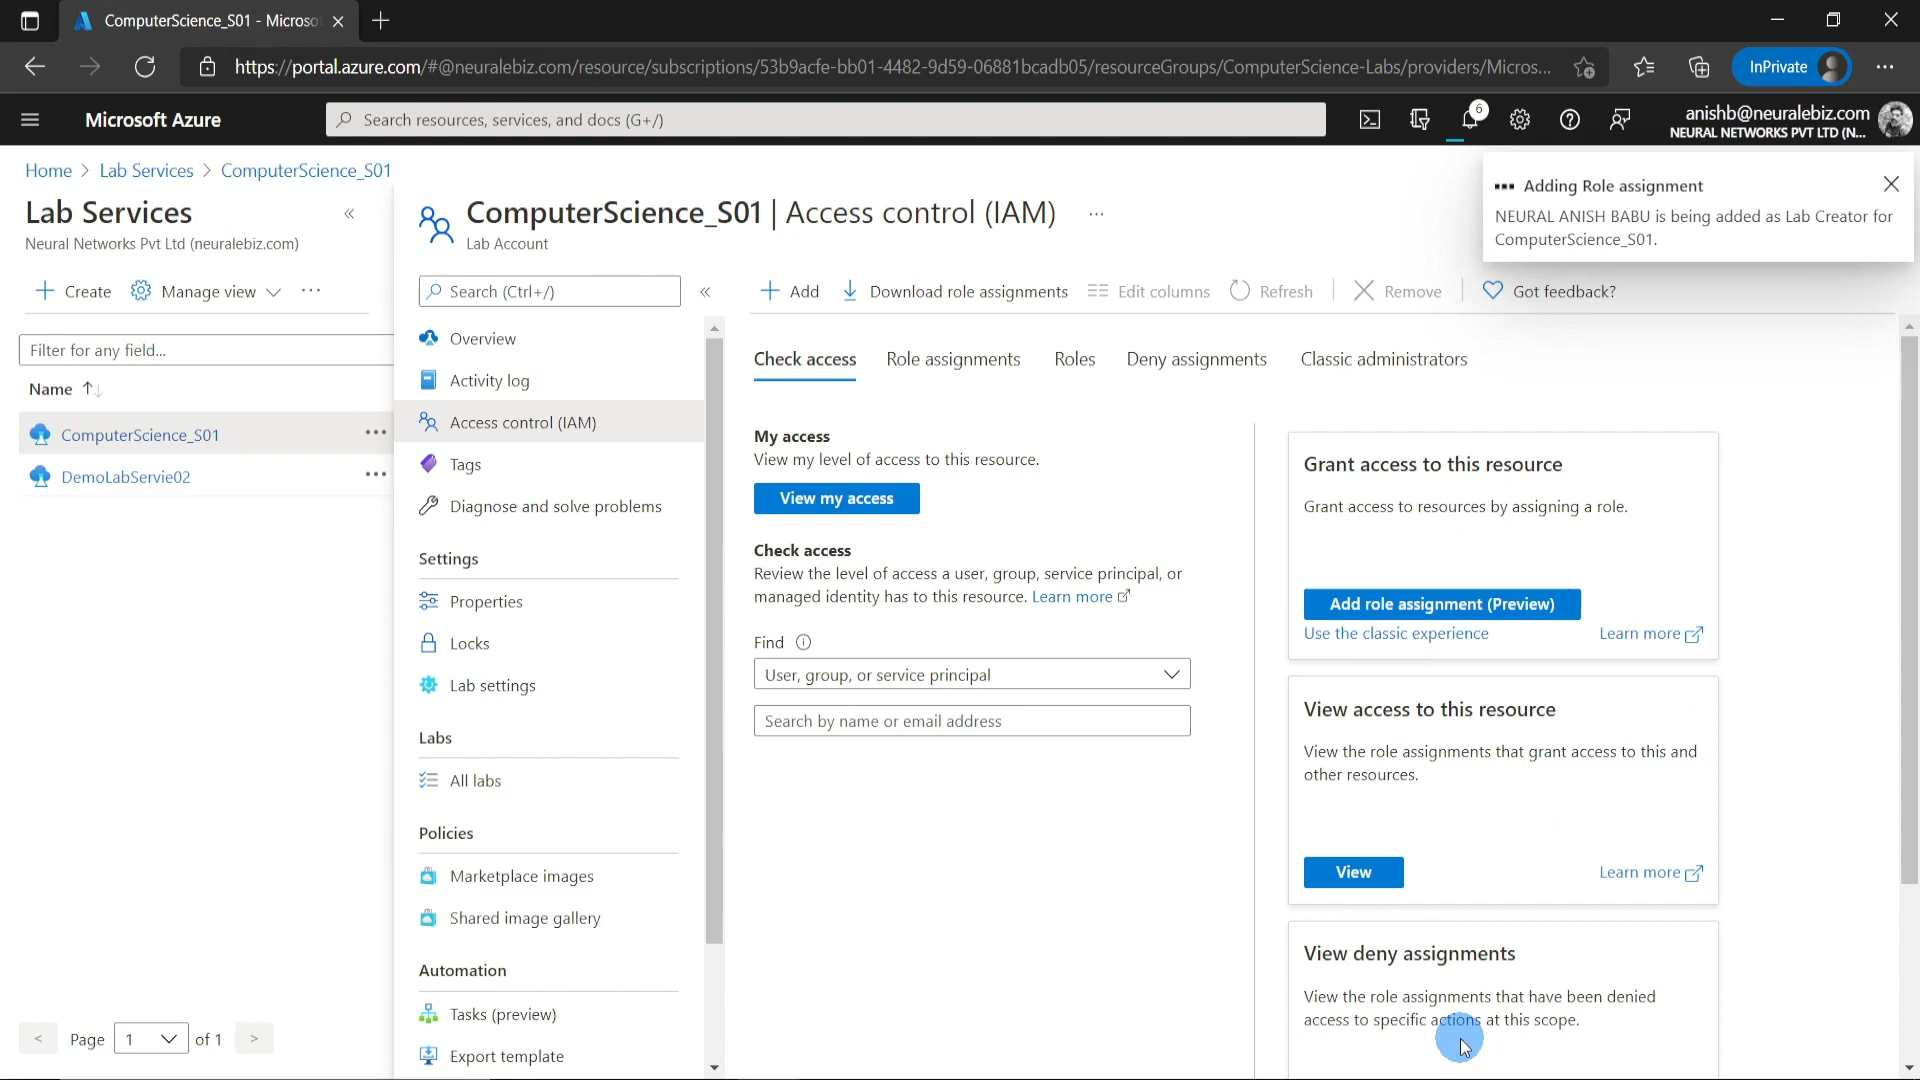 ComputerScience_S01 - Microso
https://portal.azure.com/#@neuralebiz.com/resource/subscriptions/53b9acfe-bb01-4482-9d59-06881bcadb05/resourceGroups/ComputerScience-Labs/providers/Micros...
InPrivate
Microsoft Azure
Search resources, services, and docs (G+/)
6
anishb@neuralebiz.com
NEURAL NETWORKS PVT LTD (N...
Home > Lab Services > ComputerScience_S01
Adding Role assignment
NEURAL ANISH BABU is being added as Lab Creator for
ComputerScience_S01.
Lab Services
Neural Networks Pvt Ltd (neuralebiz.com)
Create
Manage view
Filter for any field...
Name
ComputerScience_S01
DemoLabServie02
< Page 1 of 1 >
ComputerScience_S01 | Access control (IAM)
Lab Account
Search (Ctrl+/)
Overview
Activity log
Access control (IAM)
Tags
Diagnose and solve problems
Settings
Properties
Locks
Lab settings
Labs
All labs
Policies
Marketplace images
Shared image gallery
Automation
Tasks (preview)
Export template
Add
Download role assignments
Edit columns
Refresh
Remove
Got feedback?
Check access
Role assignments
Roles
Deny assignments
Classic administrators
My access
View my level of access to this resource.
View my access
Check access
Review the level of access a user, group, service principal, or
managed identity has to this resource. Learn more
Find
User, group, or service principal
Search by name or email address
Grant access to this resource
Grant access to resources by assigning a role.
Add role assignment (Preview)
Use the classic experience
Learn more
View access to this resource
View the role assignments that grant access to this and
other resources.
View
Learn more
View deny assignments
View the role assignments that have been denied
access to specific actions at this scope.